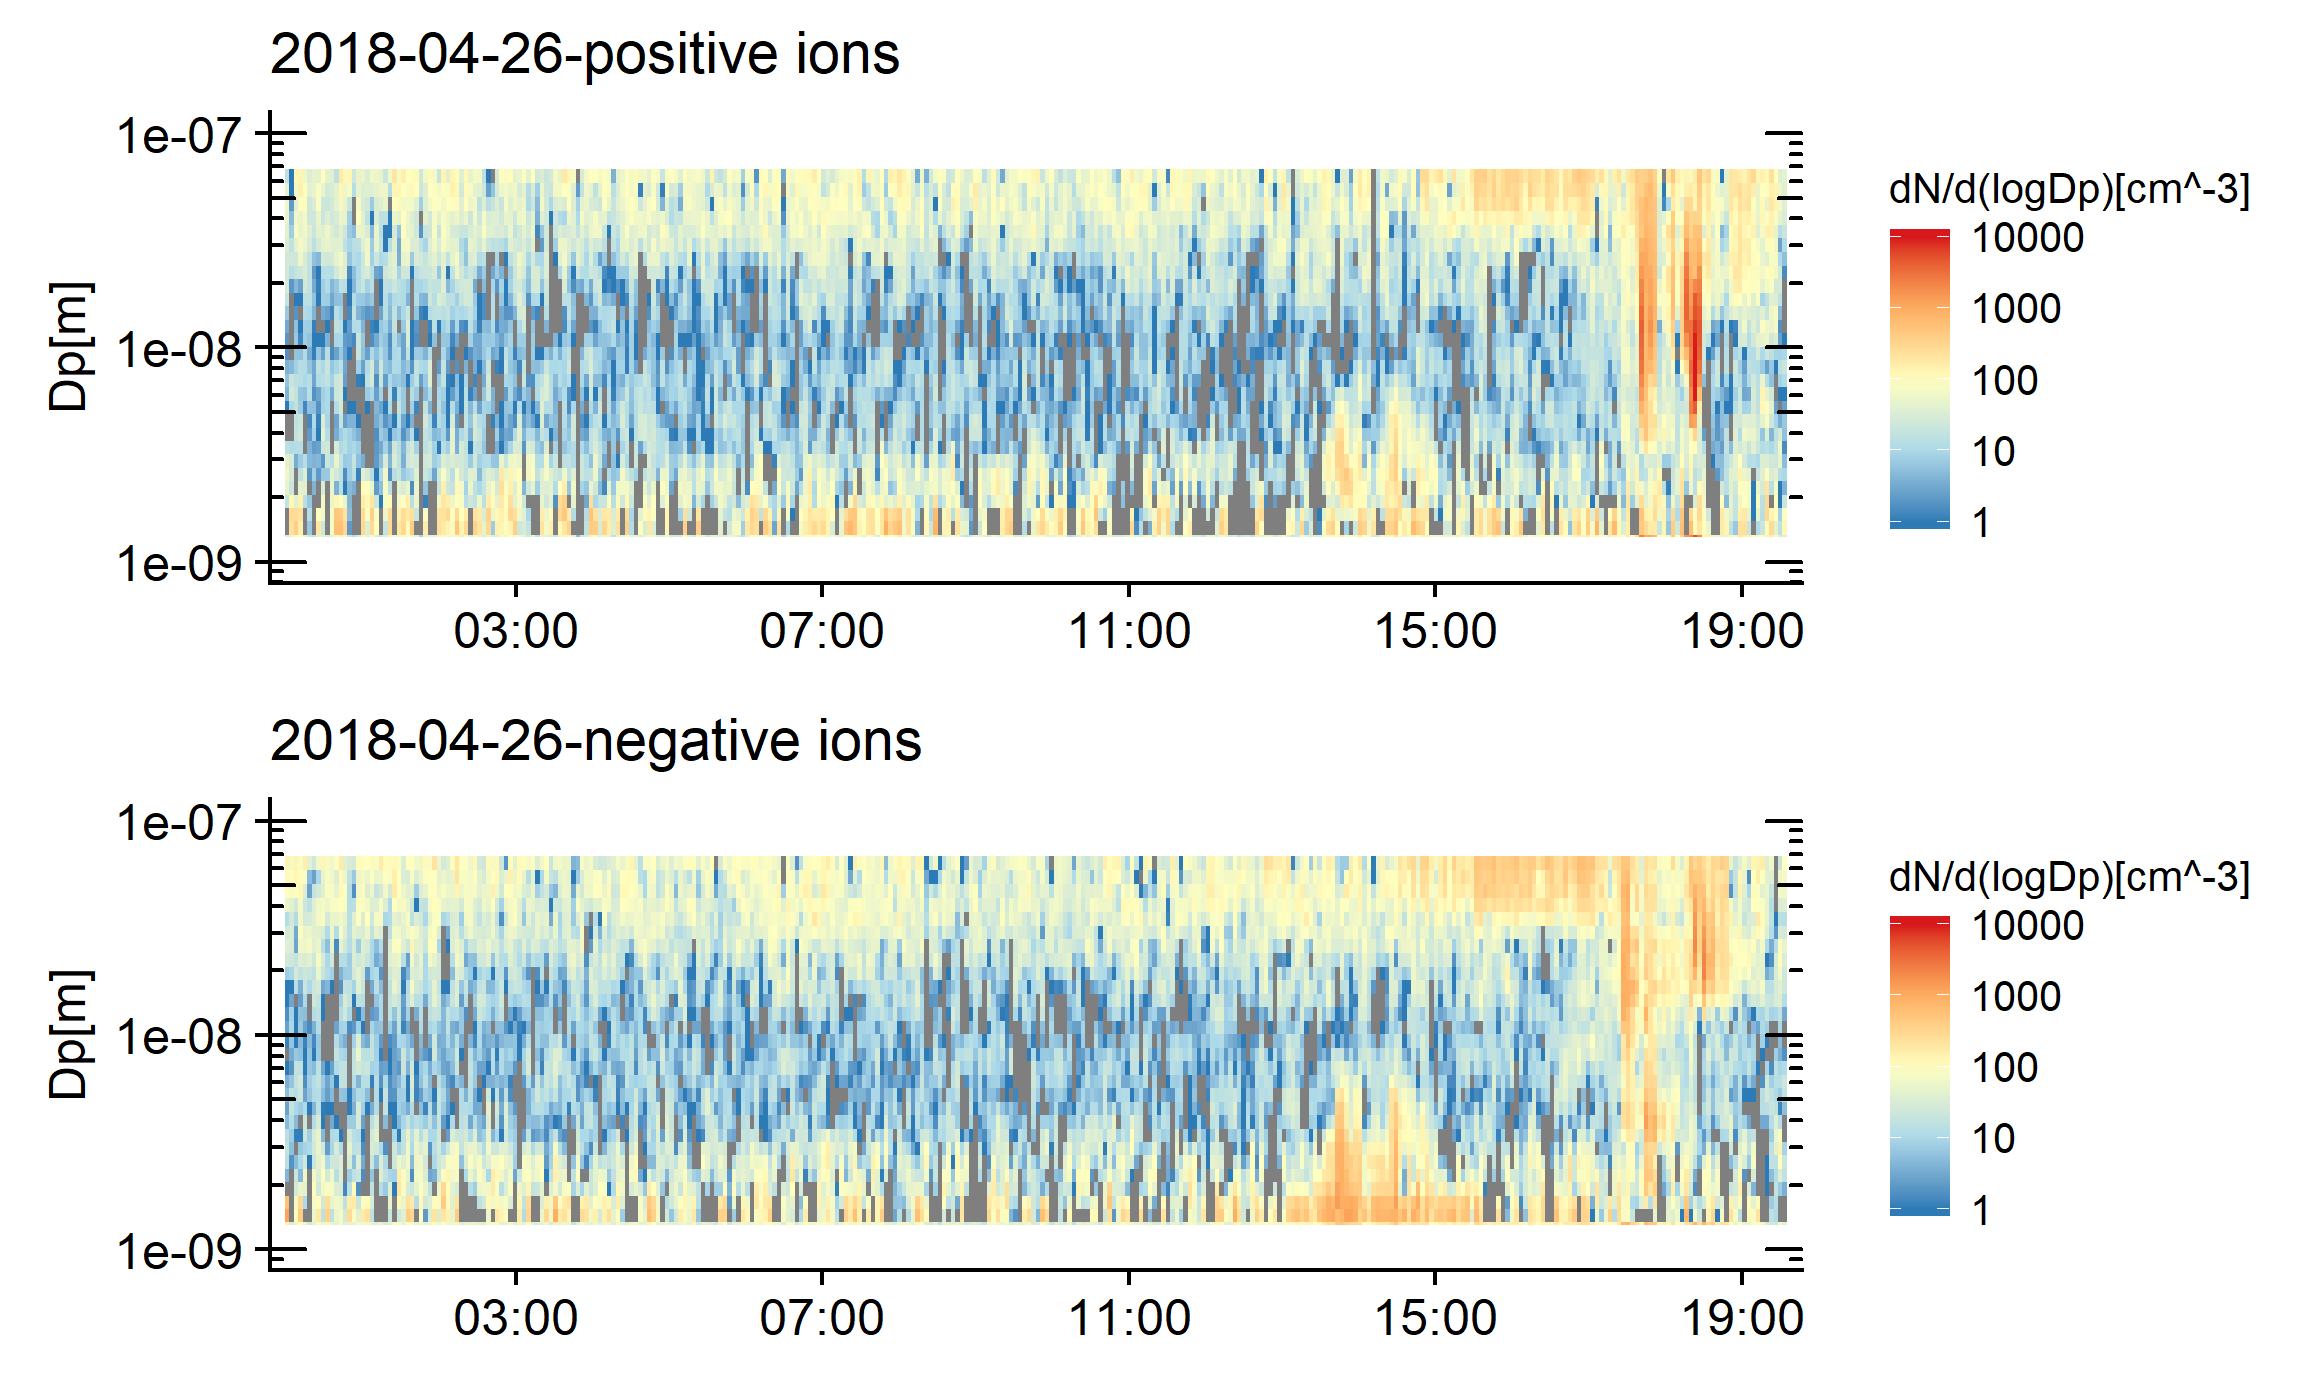 2018-04-26-positive ions
1e-07
1e-08
1e-09
Dp[m]
03:00 07:00 11:00 15:00 19:00
dN/d(logDp)[cm^-3]
10000
1000
100
10
1
2018-04-26-negative ions
1e-07
1e-08
1e-09
Dp[m]
03:00 07:00 11:00 15:00 19:00
dN/d(logDp)[cm^-3]
10000
1000
100
10
1